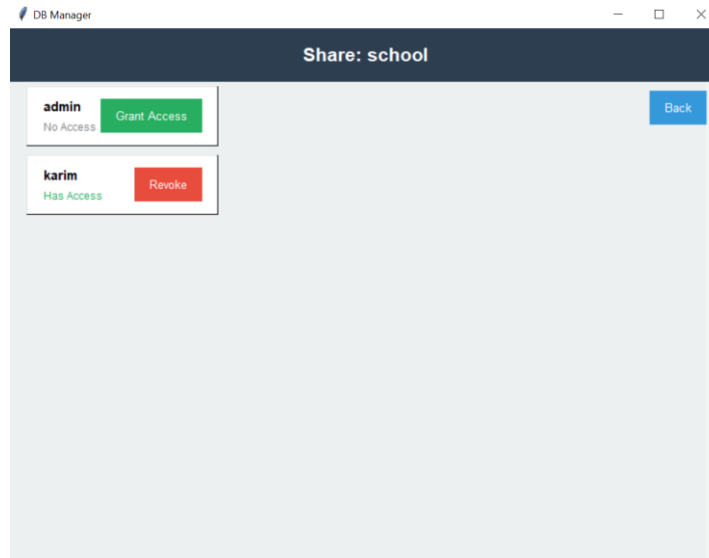 DB Manager
Share: school
admin
No Access
Grant Access
Back
karim
Has Access
Revoke